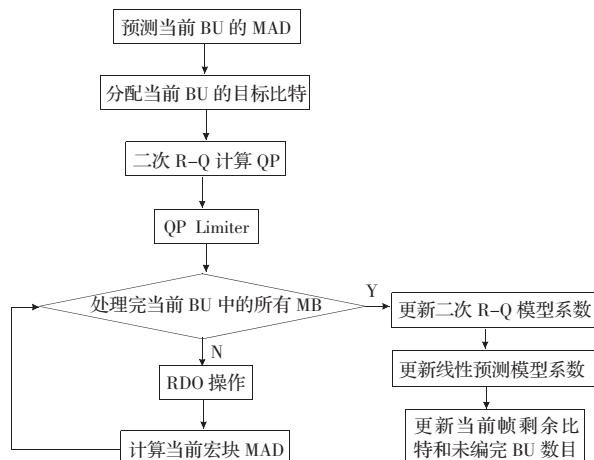 预测当前 BU 的 MAD
分配当前 BU 的目标比特
二次 R-Q 计算 QP
QP Limiter
处理完当前 BU 中的所有 MB
Y
N
RDO 操作
计算当前宏块 MAD
更新二次 R-Q 模型系数
更新线性预测模型系数
更新当前帧剩余比
特和未编完 BU 数目